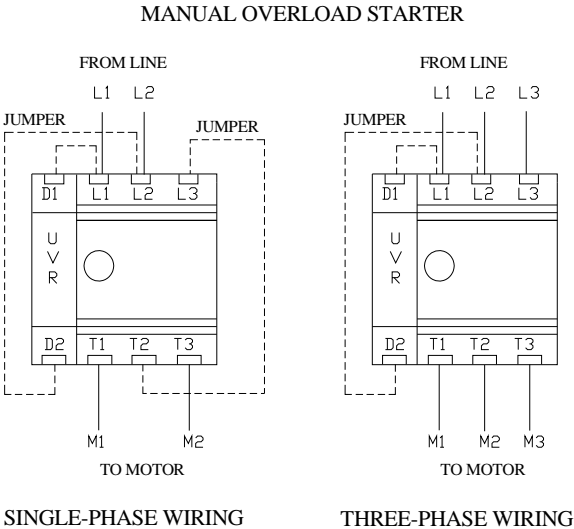 MANUAL OVERLOAD STARTER
FROM LINE
L1 L2
JUMPER
JUMPER
D1 L1 L2 L3
U
V
R
D2 T1 T2 T3
M1 M2
TO MOTOR
SINGLE-PHASE WIRING
FROM LINE
L1 L2 L3
JUMPER
D1 L1 L2 L3
U
V
R
D2 T1 T2 T3
M1 M2 M3
TO MOTOR
THREE-PHASE WIRING